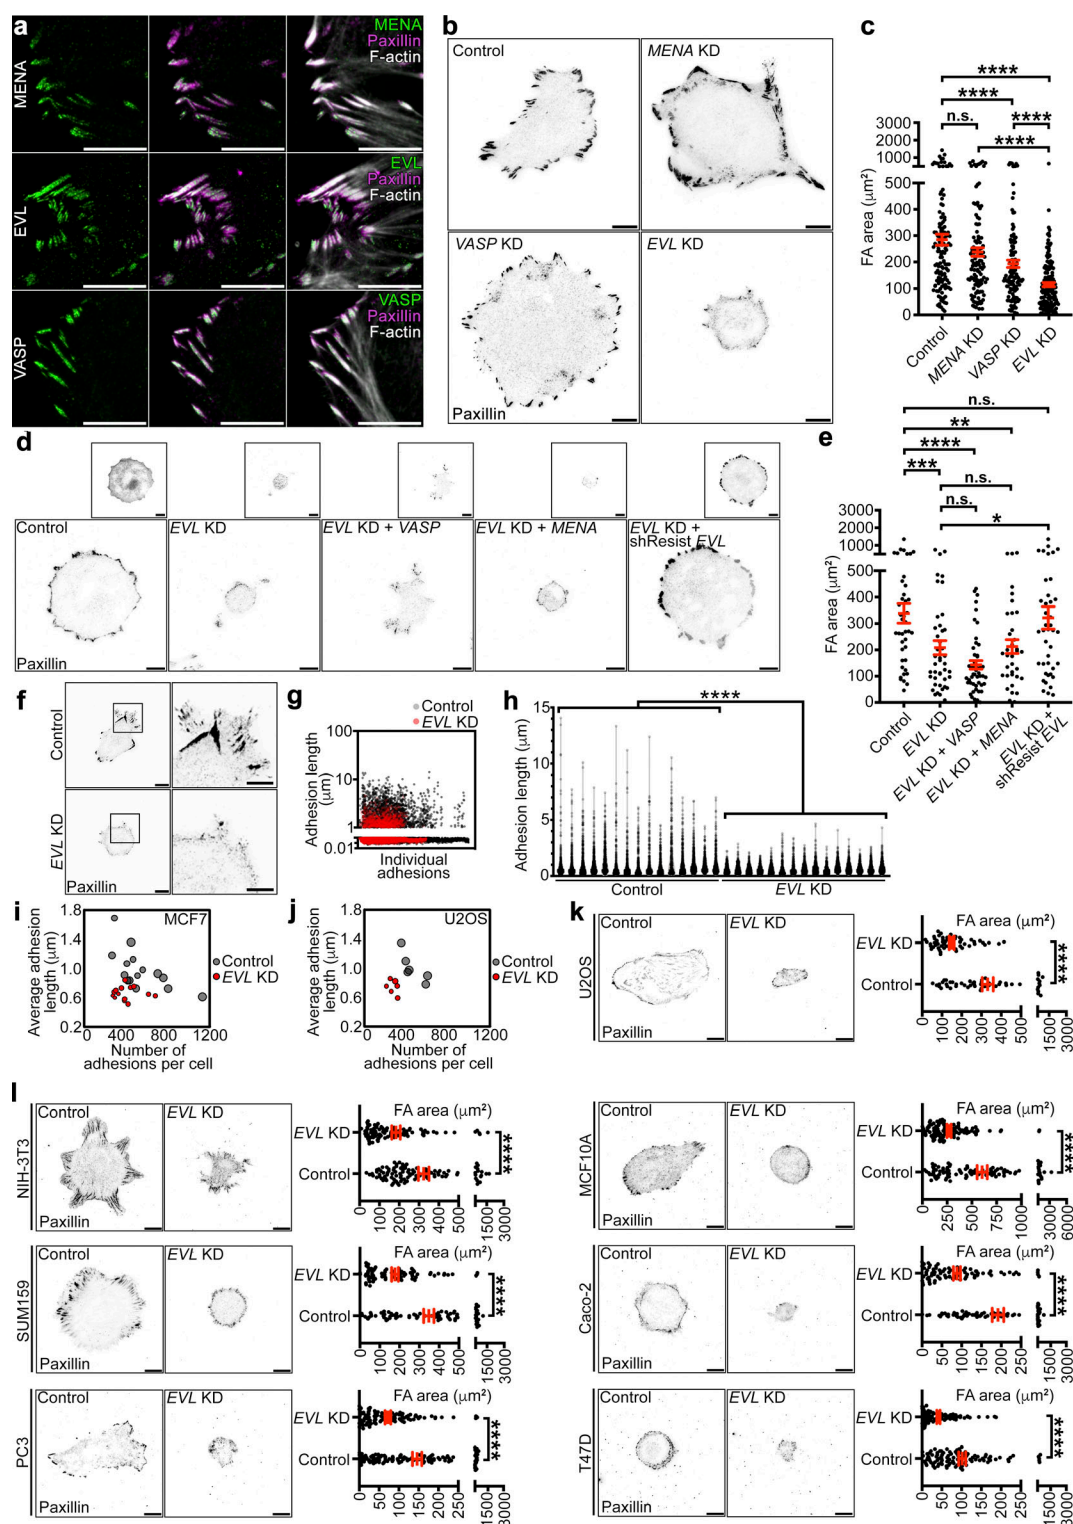 a
MENA
Paxillin
F-actin
MENA
EVL
Paxillin
F-actin
EVL
VASP
Paxillin
F-actin
VASP
b
Control
MENA KD
VASP KD
EVL KD
Paxillin
c
****
****
n.s.
****
****
FA area (μm²)
3000
2000
1000
500
400
300
200
100
0
Control
MENA KD
VASP KD
EVL KD
d
Control
EVL KD
EVL KD + VASP
EVL KD + MENA
EVL KD +
shResist EVL
Paxillin
e
n.s.
**
****
***
n.s.
n.s.
*
FA area (μm²)
3000
2000
1000
500
400
300
200
100
0
Control
EVL KD
EVL KD + VASP
EVL KD + MENA
EVL KD +
shResist EVL
f
Control
EVL KD
Paxillin
g
Control
EVL KD
Adhesion length
(μm)
100
10
1
0.01
Individual
adhesions
h
****
Adhesion length (μm)
15
10
5
0
Control
EVL KD
i
MCF7
Average adhesion
length (μm)
1.8
1.4
1.0
0.6
0.2
0
400
800
1200
Number of
adhesions per cell
Control
EVL KD
j
U2OS
Average adhesion
length (μm)
1.8
1.4
1.0
0.6
0.2
0
400
800
1200
Number of
adhesions per cell
Control
EVL KD
k
U2OS
Control
EVL KD
Paxillin
FA area (μm²)
EVL KD
Control
****
0
100
200
300
400
500
1500
3000
l
NIH-3T3
Control
EVL KD
Paxillin
FA area (μm²)
EVL KD
Control
****
0
100
200
300
400
500
1500
3000
MCF10A
Control
EVL KD
Paxillin
FA area (μm²)
EVL KD
Control
****
0
250
500
750
1000
3000
6000
SUM159
Control
EVL KD
Paxillin
FA area (μm²)
EVL KD
Control
****
0
100
200
300
400
500
1500
3000
Caco-2
Control
EVL KD
Paxillin
FA area (μm²)
EVL KD
Control
****
0
50
100
150
200
250
1500
3000
PC3
Control
EVL KD
Paxillin
FA area (μm²)
EVL KD
Control
****
0
50
100
150
200
250
1500
3000
T47D
Control
EVL KD
Paxillin
FA area (μm²)
EVL KD
Control
****
0
50
100
150
200
250
1500
3000